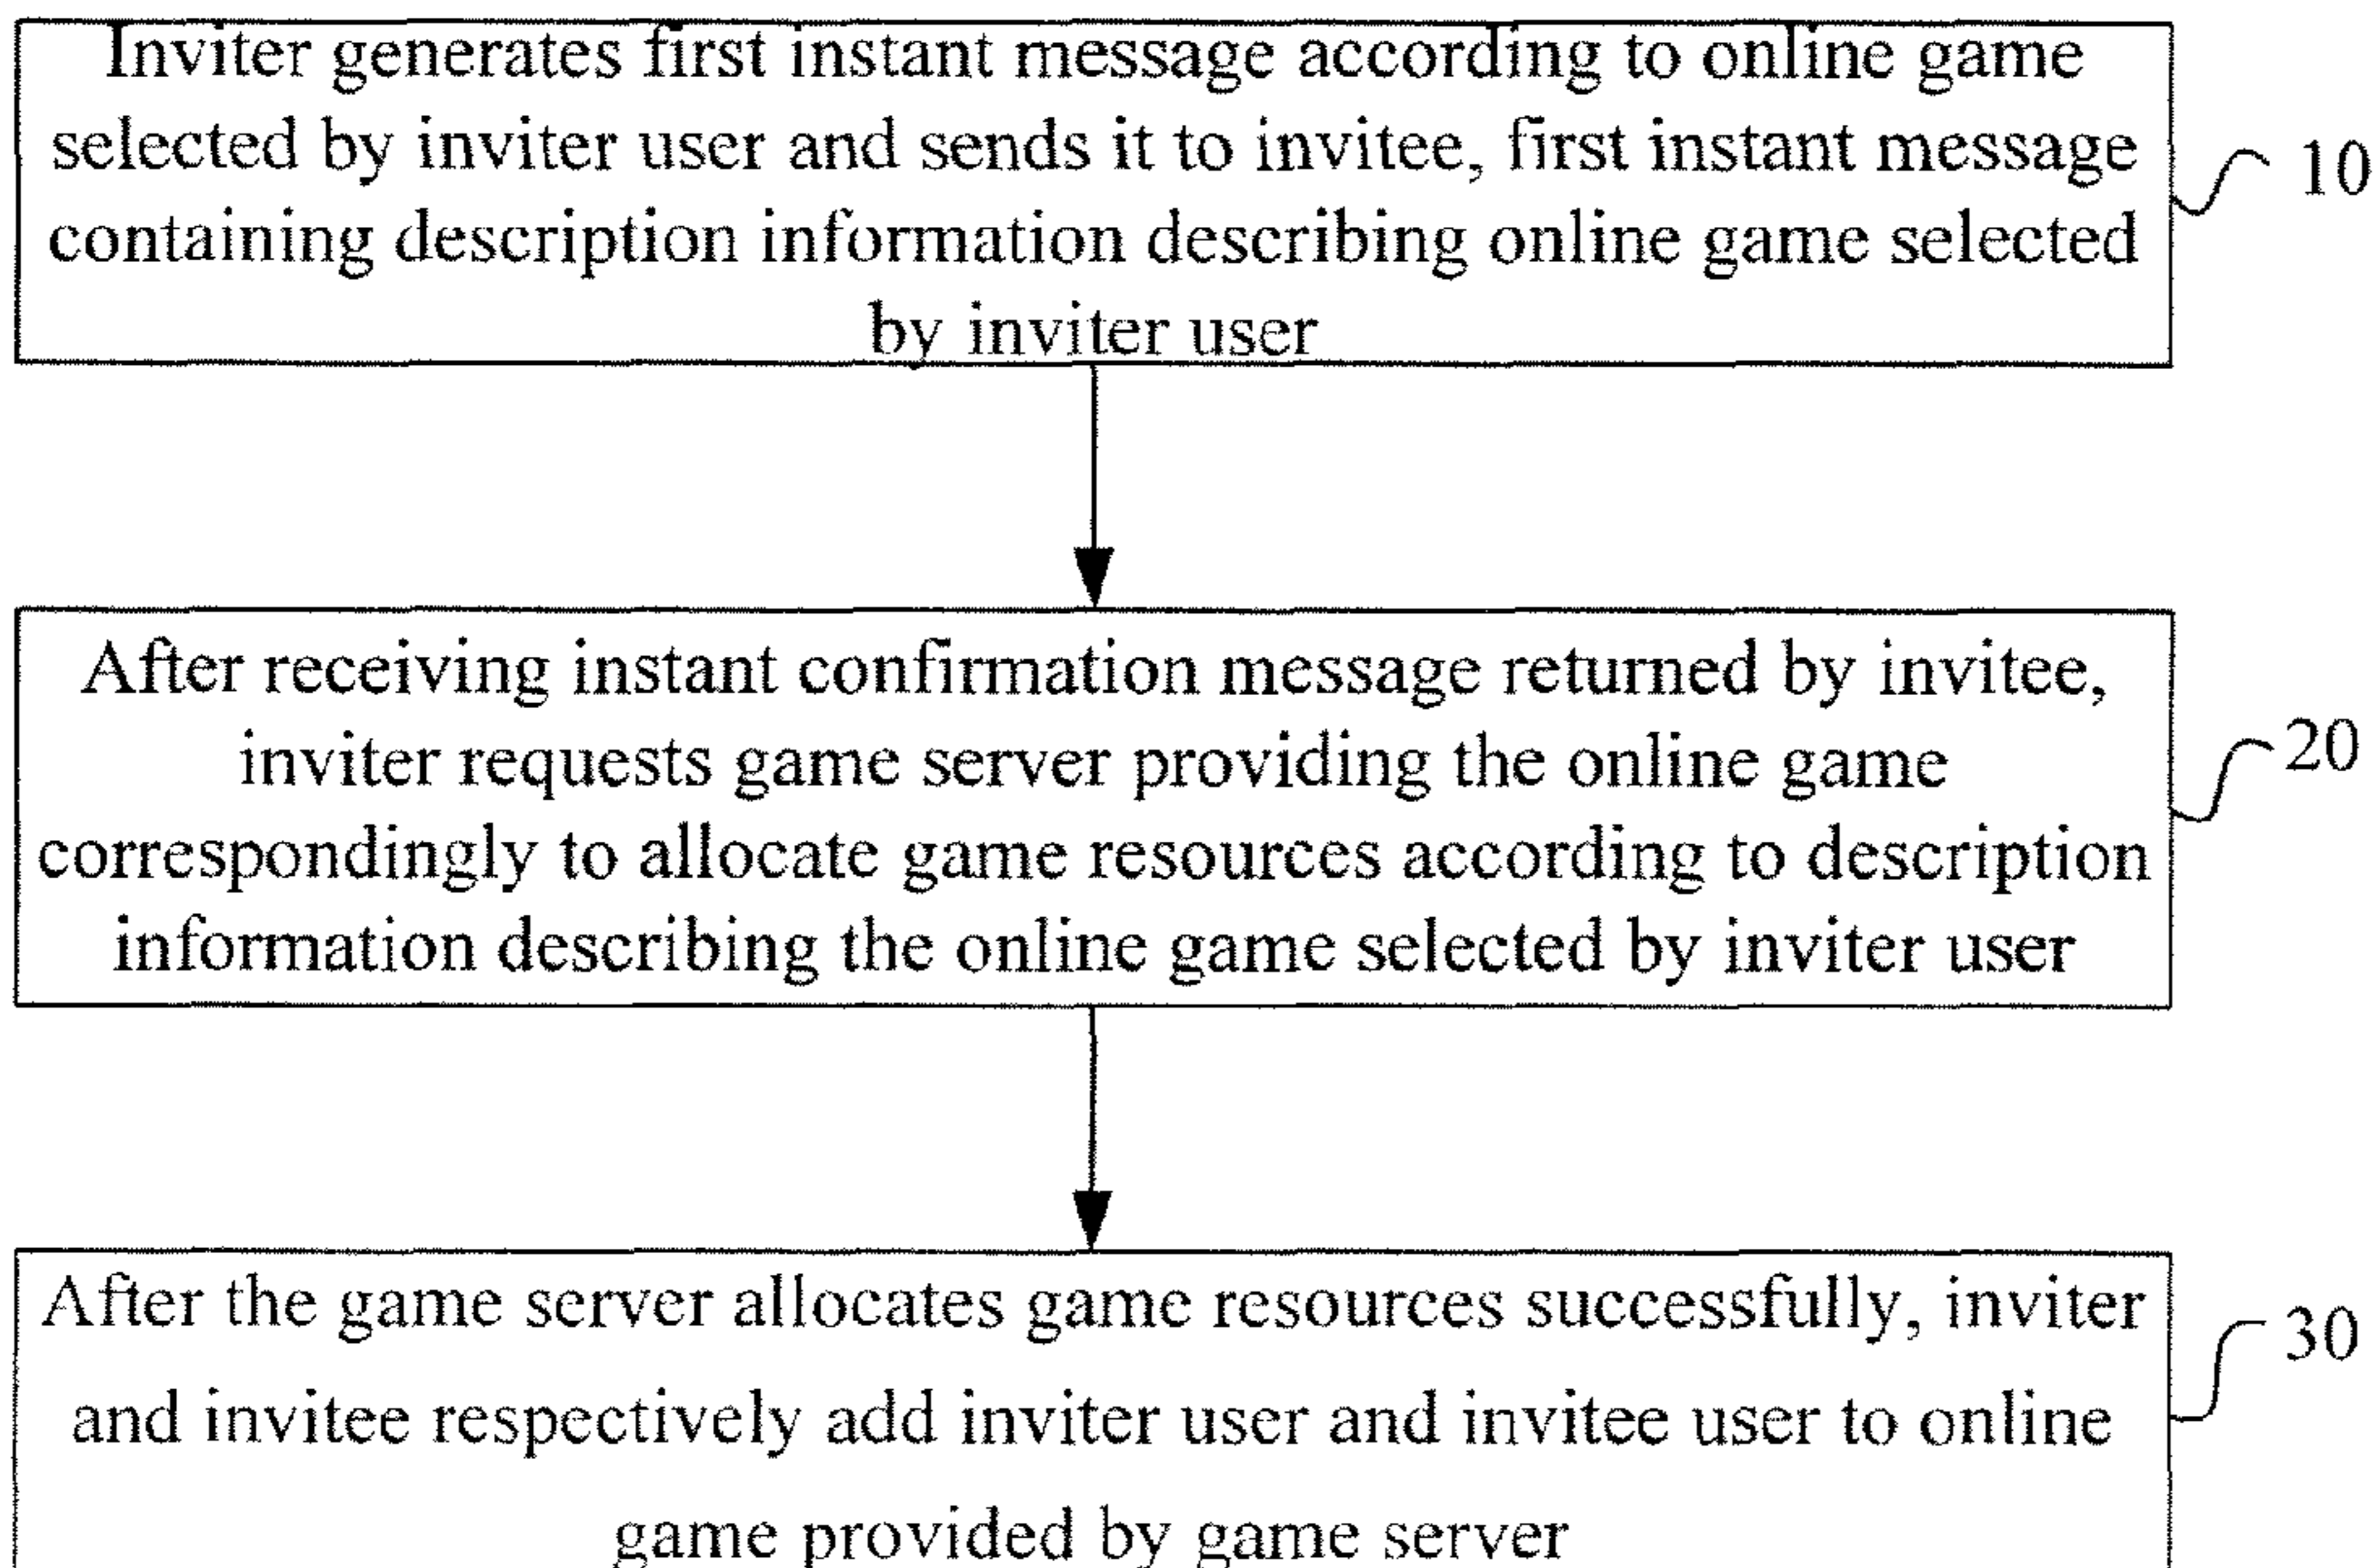 Inviter generates first instant message according to online game
selected by inviter user and sends it to invitee, first instant message
containing description information describing online game selected
by inviter user
10
After receiving instant confirmation message returned by invitee,
inviter requests game server providing the online game
correspondingly to allocate game resources according to description
information describing the online game selected by inviter user
20
After the game server allocates game resources successfully, inviter
and invitee respectively add inviter user and invitee user to online
game provided by game server
30